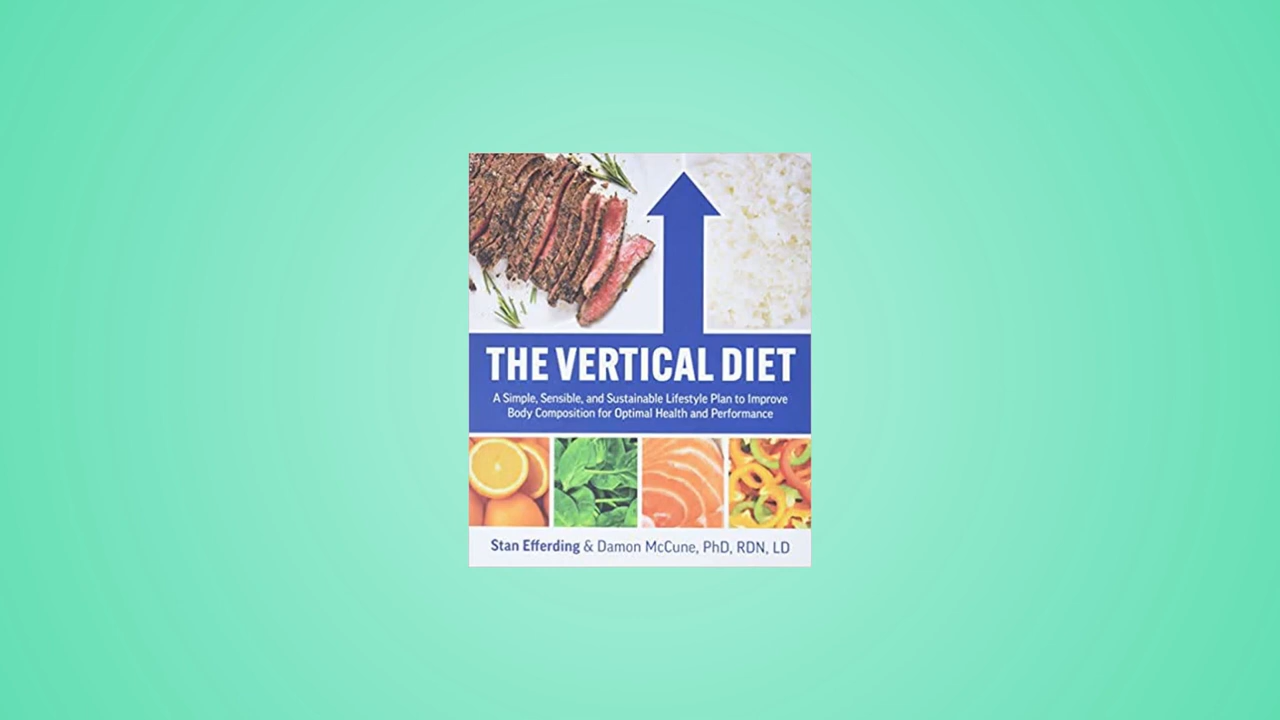 THE VERTICAL DIET
A Simple, Sensible, and Sustainable Lifestyle Plan to Improve
Body Composition for Optimal Health and Performance
Stan Efferding & Damon McCune, PhD, RDN, LD